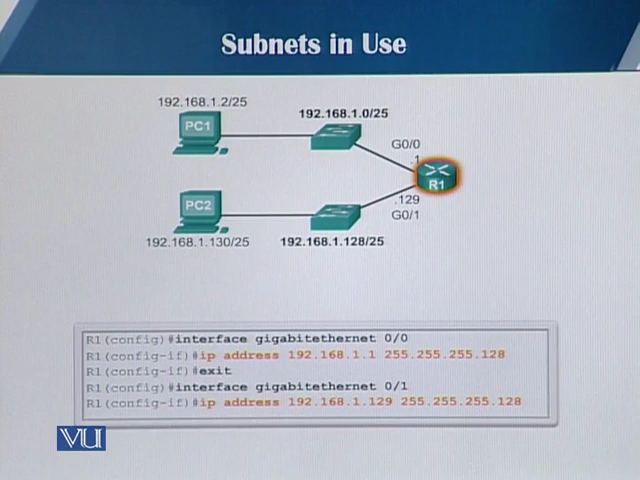 Subnets in Use
192.168.1.2/25
PC1
192.168.1.0/25
G0/0
.1
R1
.129
G0/1
PC2
192.168.1.130/25
192.168.1.128/25
R1(config)#interface gigabitethernet 0/0
R1(config-if)#ip address 192.168.1.1 255.255.255.128
R1(config-if)#exit
R1(config)#interface gigabitethernet 0/1
R1(config-if)#ip address 192.168.1.129 255.255.255.128
VU